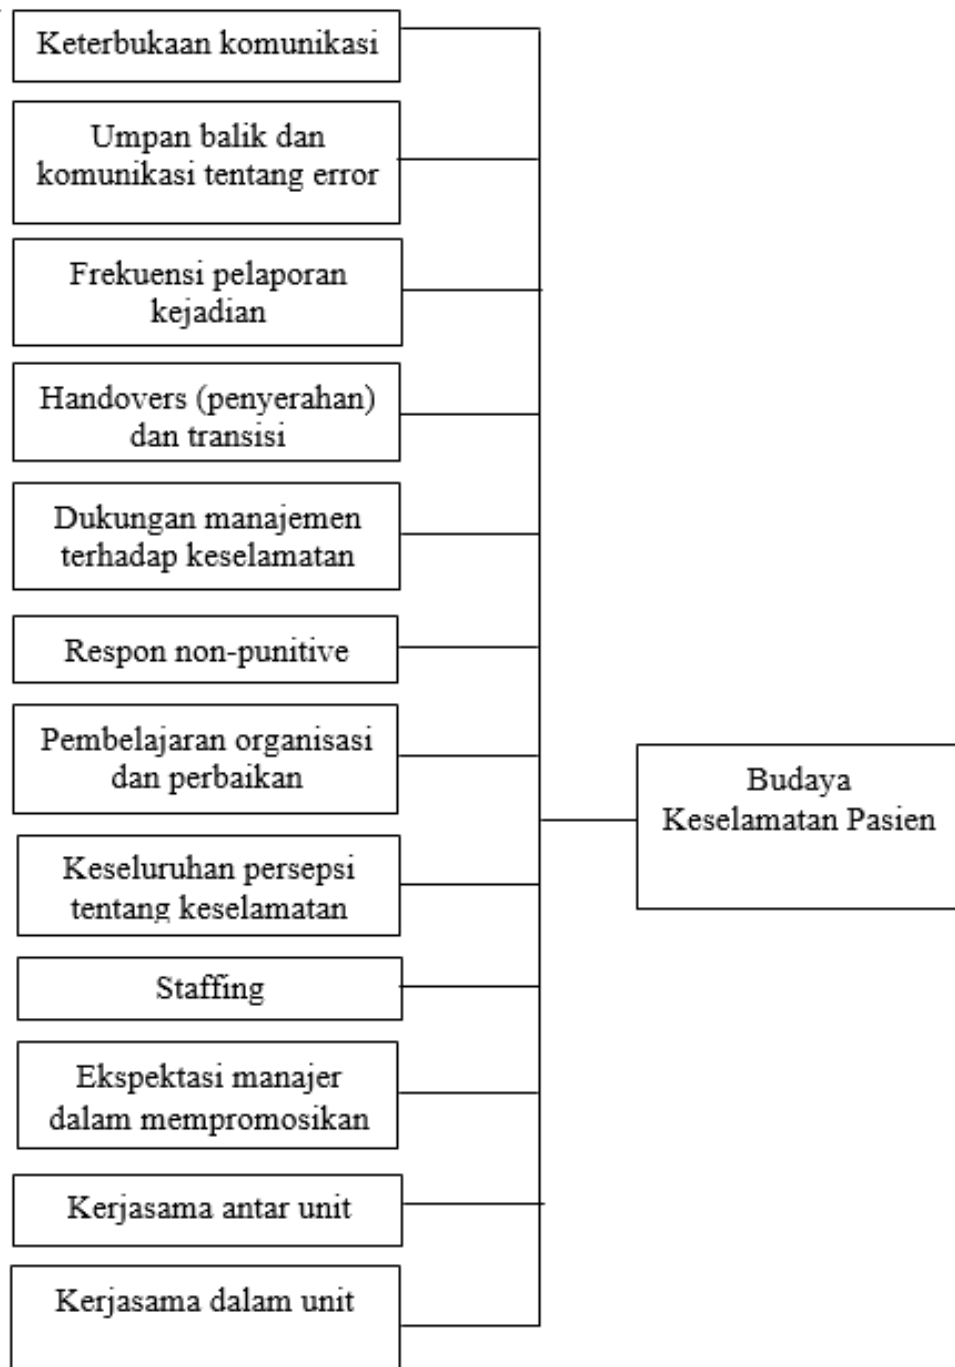 Keterbukaan komunikasi
Umpan balik dan
komunikasi tentang error
Frekuensi pelaporan
kejadian
Handovers (penyerahan)
dan transisi
Dukungan manajemen
terhadap keselamatan
Respon non-punitive
Pembelajaran organisasi
dan perbaikan
Keseluruhan persepsi
tentang keselamatan
Staffing
Ekspektasi manajer
dalam mempromosikan
Kerjasama antar unit
Kerjasama dalam unit
Budaya
Keselamatan Pasien